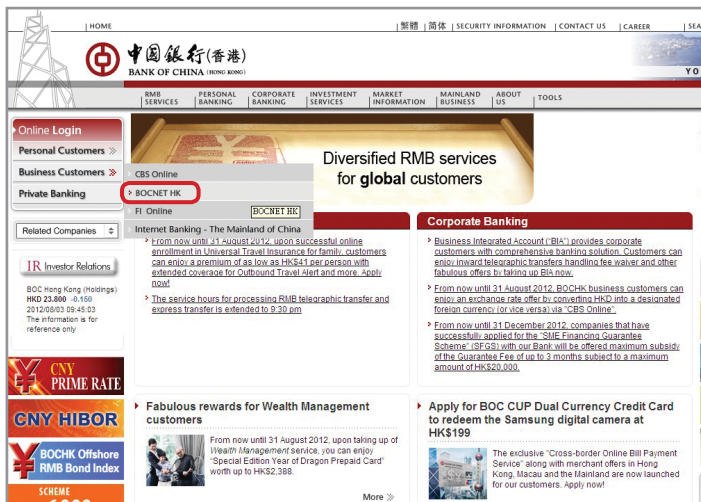 HOME
繁體 | 简体 | SECURITY INFORMATION | CONTACT US | CAREER | SEA
中國銀行(香港)
BANK OF CHINA (HONG KONG)
YO
RMB SERVICES
PERSONAL BANKING
CORPORATE BANKING
INVESTMENT SERVICES
MARKET INFORMATION
MAINLAND BUSINESS
ABOUT US
TOOLS
Online Login
Personal Customers »
Business Customers »
Private Banking
CBS Online
BOCNET HK
FI Online
BOCNET HK
Internet Banking - The Mainland of China
Diversified RMB services
for global customers
Related Companies
IR Investor Relations
BOC Hong Kong (Holdings)
HKD 23.800 -0.150
2012/08/03 09:45:03
The information is for
reference only
From now until 31 August 2012, upon successful online
enrollment in Universal Travel Insurance for family, customers
can enjoy a premium of as low as HK$41 per person with
extended coverage for Outbound Travel Alert and more. Apply
now!
The service hours for processing RMB telegraphic transfer and
express transfer is extended to 9:30 pm
Corporate Banking
Business Integrated Account ("BIA") provides corporate
customers with comprehensive banking solution. Customers can
enjoy inward telegraphic transfers handling fee waiver and other
fabulous offers by taking up BIA now.
From now until 31 August 2012, BOCHK business customers can
enjoy an exchange rate offer by converting HKD into a designated
foreign currency (or vice versa) via "CBS Online".
From now until 31 December 2012, companies that have
successfully applied for the "SME Financing Guarantee
Scheme" (SFGS) with our Bank will be offered maximum subsidy
of the Guarantee Fee of up to 3 months subject to a maximum
amount of HK$20,000.
CNY
PRIME RATE
CNY HIBOR
BOCHK Offshore
RMB Bond Index
SCHEME
Fabulous rewards for Wealth Management
customers
From now until 31 August 2012, upon taking up of
Wealth Management service, you can enjoy
"Special Edition Year of Dragon Prepaid Card"
worth up to HK$2,388.
More »
Apply for BOC CUP Dual Currency Credit Card
to redeem the Samsung digital camera at
HK$199
The exclusive "Cross-border Online Bill Payment
Service" along with merchant offers in Hong
Kong, Macau and the Mainland are now launched
for our customers. Apply now!